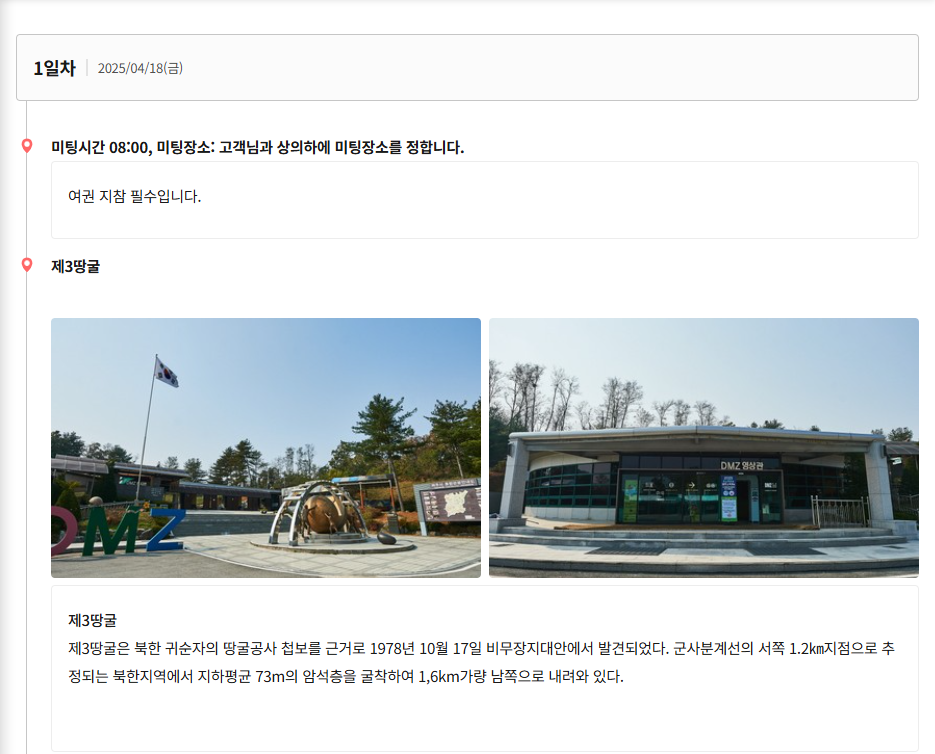 1일차 2025/04/18(금)
미팅시간 08:00, 미팅장소: 고객님과 상의하에 미팅장소를 정합니다.
여권 지참 필수입니다.
제3땅굴
DMZ
DMZ 영상관
제3땅굴
제3땅굴은 북한 귀순자의 땅굴공사 첩보를 근거로 1978년 10월 17일 비무장지대안에서 발견되었다. 군사분계선의 서쪽 1.2㎞지점으로 추
정되는 북한지역에서 지하평균 73m의 암석층을 굴착하여 1,6km가량 남쪽으로 내려와 있다.